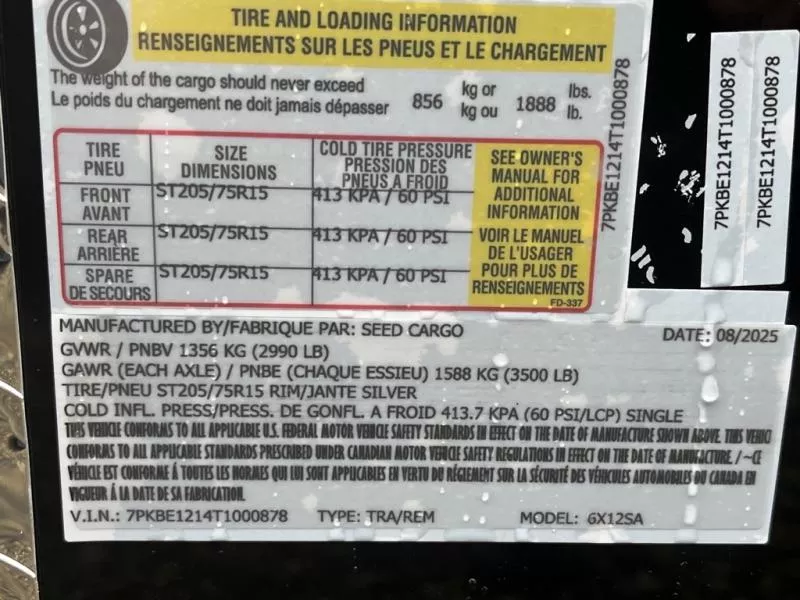 TIRE AND LOADING INFORMATION
RENSEIGNEMENTS SUR LES PNEUS ET LE CHARGEMENT
The weight of the cargo should never exceed
Le poids du chargement ne doit jamais dépasser
856 kg or 1888 lbs.
kg ou lb.
TIRE
PNEU
SIZE
DIMENSIONS
COLD TIRE PRESSURE
PRESSION DES
PNEUS A FROID
SEE OWNER'S
MANUAL FOR
ADDITIONAL
INFORMATION
VOIR LE MANUEL
DE L'USAGER
POUR PLUS DE
RENSEIGNEMENTS
FD-337
FRONT
AVANT
ST205/75R15
413 KPA / 60 PSI
REAR
ARRIÈRE
ST205/75R15
413 KPA / 60 PSI
SPARE
DE SECOURS
ST205/75R15
413 KPA / 60 PSI
7PKBE1214T1000878
7PKBE1214T1000878
7PKBE1214T1000878
MANUFACTURED BY/FABRIQUE PAR: SEED CARGO
DATE: 08/2025
GVWR / PNBV 1356 KG (2990 LB)
GAWR (EACH AXLE) / PNBE (CHAQUE ESSIEU) 1588 KG (3500 LB)
TIRE/PNEU ST205/75R15 RIM/JANTE SILVER
COLD INFL. PRESS/PRESS. DE GONFL. A FROID 413.7 KPA (60 PSI/LCP) SINGLE
THIS VEHICLE CONFORMS TO ALL APPLICABLE U.S. FEDERAL MOTOR VEHICLE SAFETY STANDARDS IN EFFECT ON THE DATE OF MANUFACTURE SHOWN ABOVE. THIS VEHIC
CONFORMS TO ALL APPLICABLE STANDARDS PRESCRIBED UNDER CANADIAN MOTOR VEHICLE SAFETY REGULATIONS IN EFFECT ON THE DATE OF MANUFACTURE. / ~CE
VÉHICLE EST CONFORME À TOUTES LES NORMES QUI LUI SONT APPLICABLES EN VERTU DU RÉGIEMENT SUR LA SÉCURITÉ DES VÉHICULES AUTOMOBILES DU CANADA EN
VIGUEUR À LA DATE DE SA FABRICATION.
V.I.N.: 7PKBE1214T1000878 TYPE: TRA/REM MODEL: 6X12SA